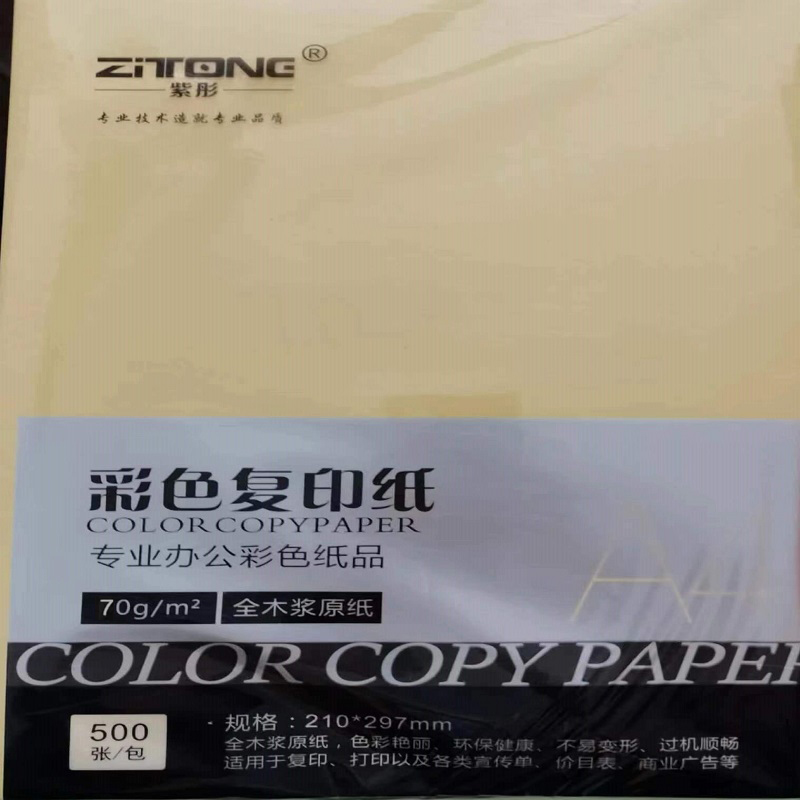 ZiTONG®
紫彤
专业技术造就专业品质
彩色复印纸
COLORCOPYPAPER
专业办公彩色纸品
A4
70g/m² 全木浆原纸
COLOR COPY PAPER
500
张/包
· 规格：210*297mm
全木浆原纸，色彩艳丽、环保健康、不易变形、过机顺畅
适用于复印、打印以及各类宣传单、价目表、商业广告等